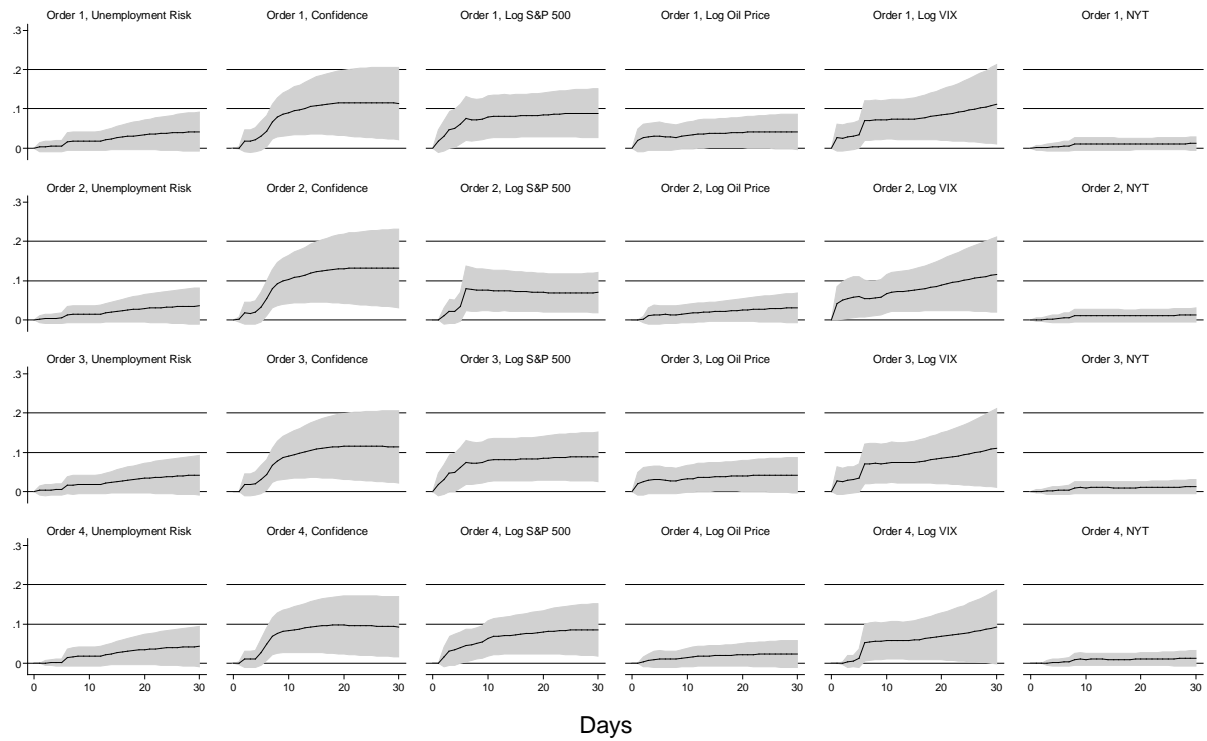 Order 1, Unemployment Risk Order 1, Confidence Order 1, Log S&P 500 Order 1, Log Oil Price Order 1, Log VIX Order 1, NYT
.3
.2
.1
0
Order 2, Unemployment Risk Order 2, Confidence Order 2, Log S&P 500 Order 2, Log Oil Price Order 2, Log VIX Order 2, NYT
.3
.2
.1
0
Order 3, Unemployment Risk Order 3, Confidence Order 3, Log S&P 500 Order 3, Log Oil Price Order 3, Log VIX Order 3, NYT
.3
.2
.1
0
Order 4, Unemployment Risk Order 4, Confidence Order 4, Log S&P 500 Order 4, Log Oil Price Order 4, Log VIX Order 4, NYT
.3
.2
.1
0
0 10 20 30 0 10 20 30 0 10 20 30 0 10 20 30 0 10 20 30 0 10 20 30
Days